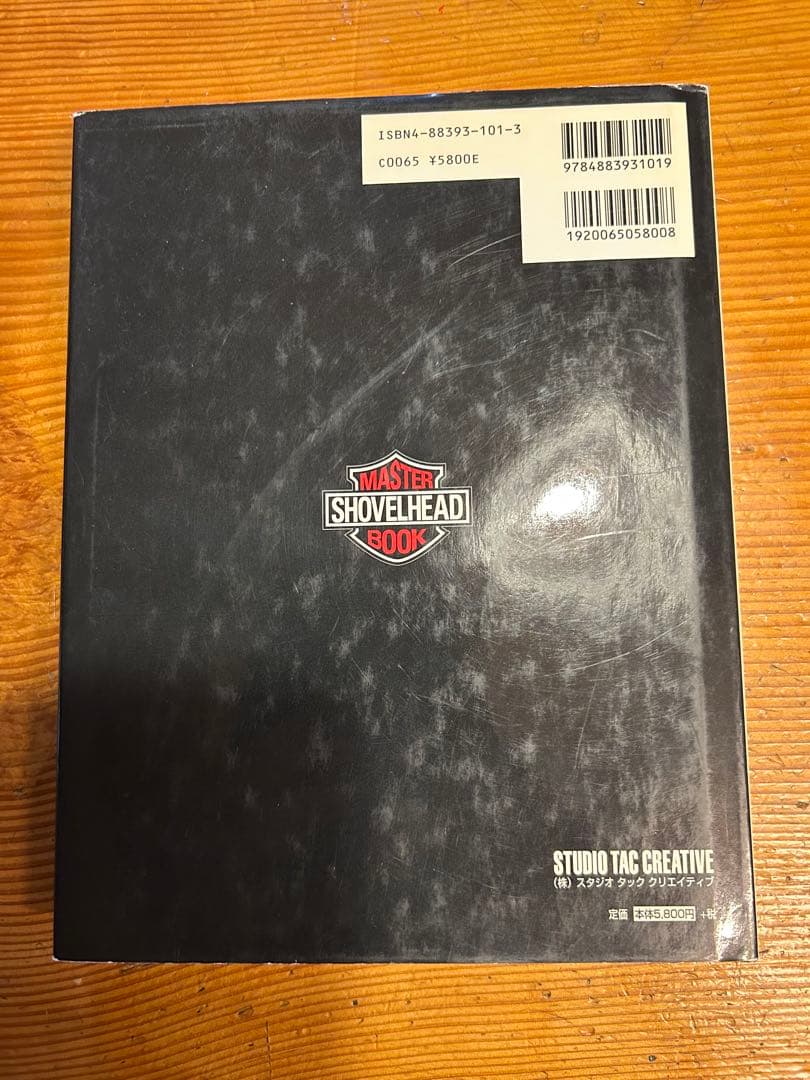 ISBN4-88393-101-3
C0065 ¥5800E
9784883931019
1920065058008
MASTER
SHOVELHEAD
BOOK
STUDIO TAC CREATIVE
(株) スタジオ タック クリエイティブ
定価 本体5,800円 +税